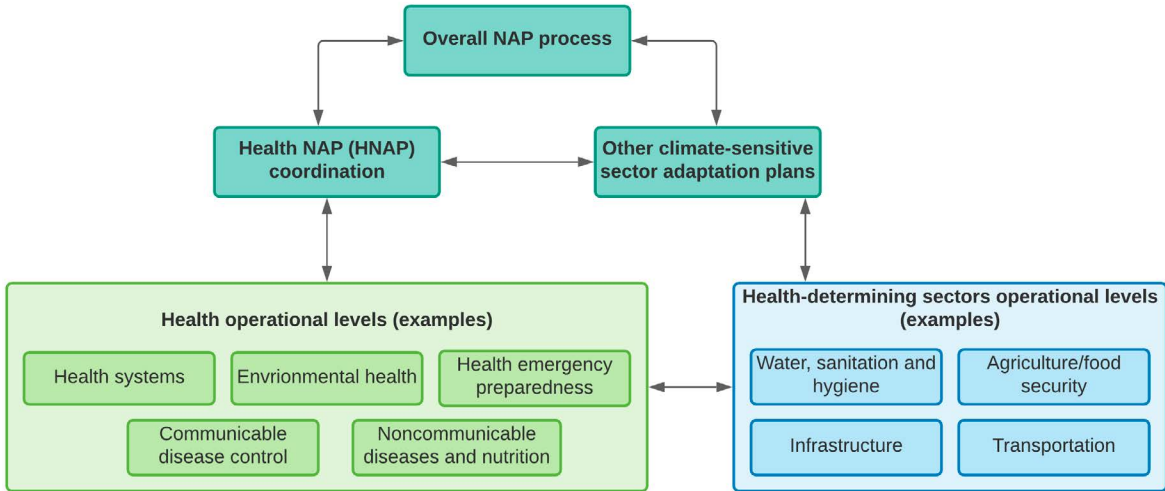 Overall NAP process
Health NAP (HNAP)
coordination
Other climate-sensitive
sector adaptation plans
Health operational levels (examples)
Health systems
Envrionmental health
Health emergency
preparedness
Communicable
disease control
Noncommunicable
diseases and nutrition
Health-determining sectors operational levels
(examples)
Water, sanitation and
hygiene
Agriculture/food
security
Infrastructure
Transportation